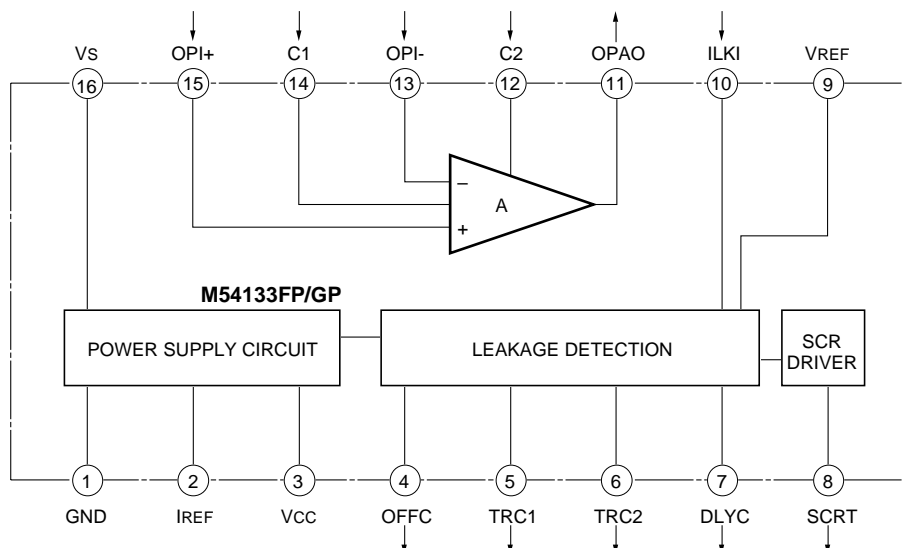 VS OPI+ C1 OPI- C2 OPAO ILKI VREF
16 15 14 13 12 11 10 9
−
A
+
M54133FP/GP
POWER SUPPLY CIRCUIT LEAKAGE DETECTION SCR
DRIVER
1 2 3 4 5 6 7 8
GND IREF VCC OFFC TRC1 TRC2 DLYC SCRT